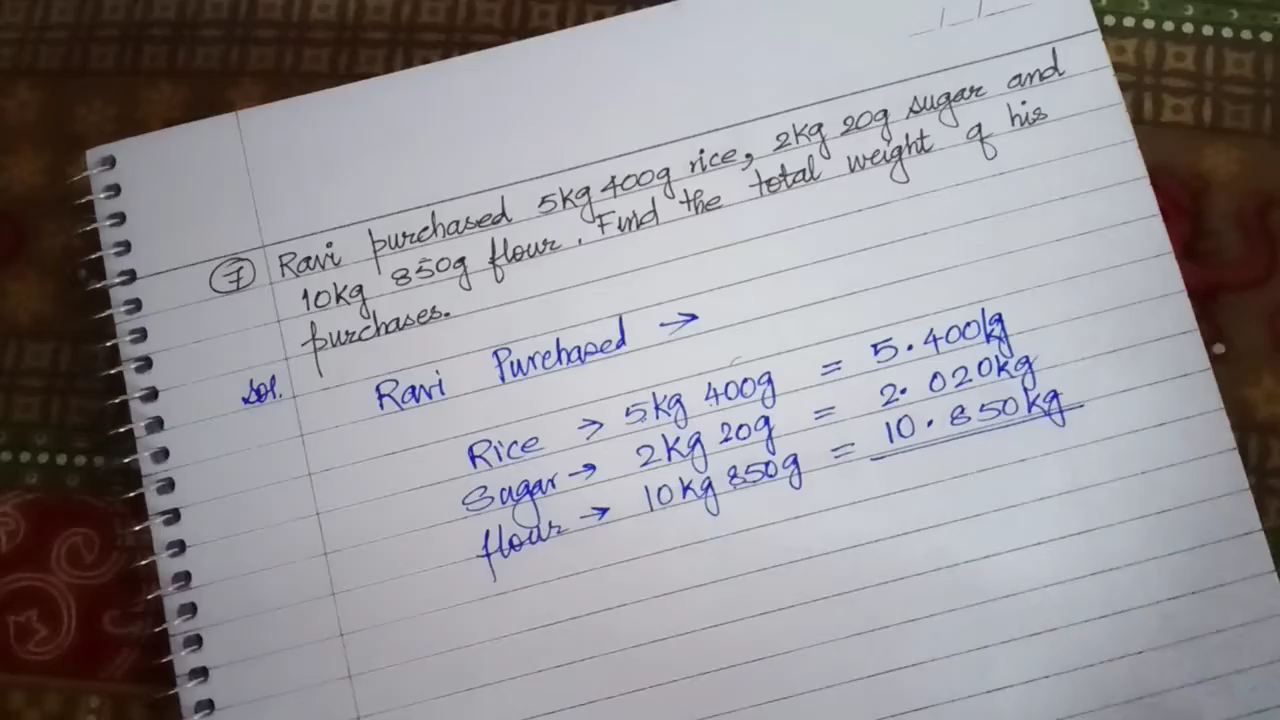 7 Ravi purchased 5kg 400g rice, 2kg 20g sugar and
10kg 850g flour. Find the total weight of his
purchases.
Sol. Ravi Purchased →
Rice → 5kg 400g = 5.400kg
Sugar → 2kg 20g = 2.020kg
flour → 10kg 850g = 10.850kg